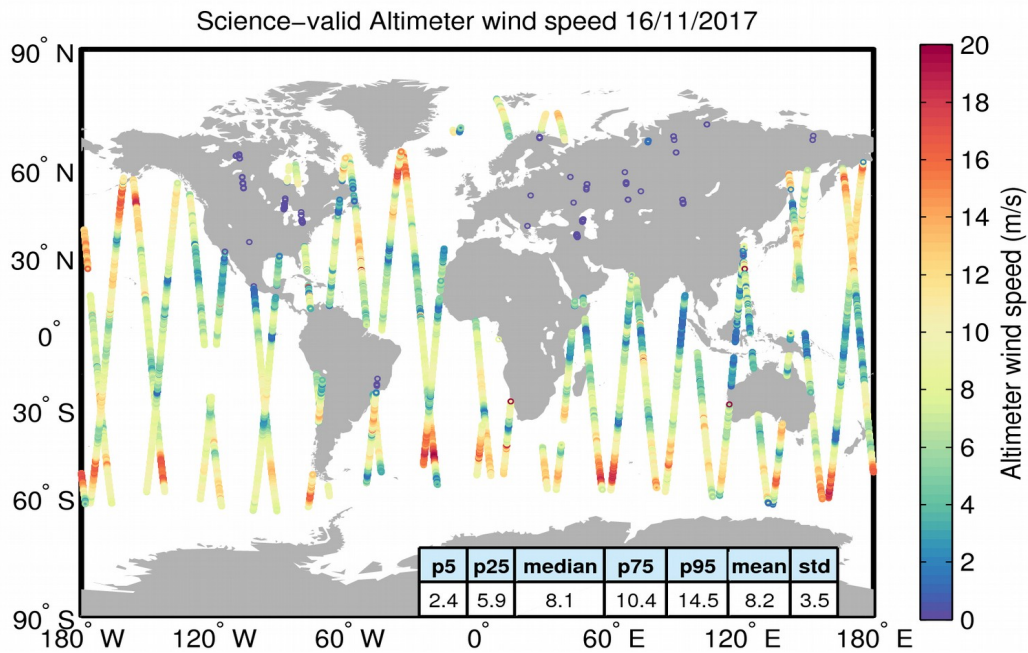 Science-valid Altimeter wind speed 16/11/2017
90° N
60° N
30° N
0°
30° S
60° S
90° S
180° W
120° W
60° W
0°
60° E
120° E
180° E
p5 p25 median p75 p95 mean std
2.4 5.9 8.1 10.4 14.5 8.2 3.5
20
18
16
14
12
10
8
6
4
2
0
Altimeter wind speed (m/s)